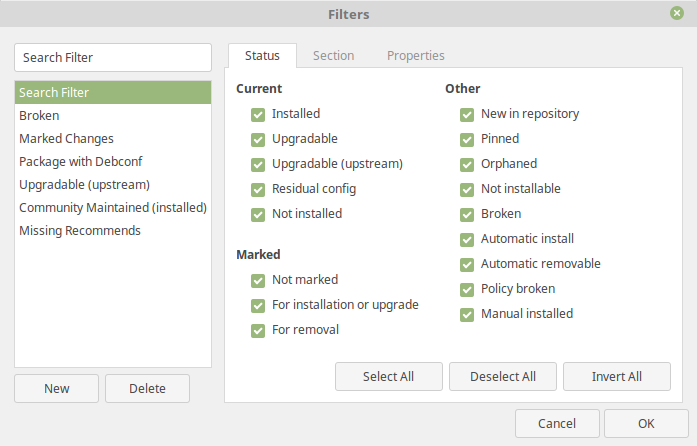 Filters
Search Filter
Search Filter
Broken
Marked Changes
Package with Debconf
Upgradable (upstream)
Community Maintained (installed)
Missing Recommends
New
Delete
Status
Section
Properties
Current
Installed
Upgradable
Upgradable (upstream)
Residual config
Not installed
Marked
Not marked
For installation or upgrade
For removal
Other
New in repository
Pinned
Orphaned
Not installable
Broken
Automatic install
Automatic removable
Policy broken
Manual installed
Select All
Deselect All
Invert All
Cancel
OK